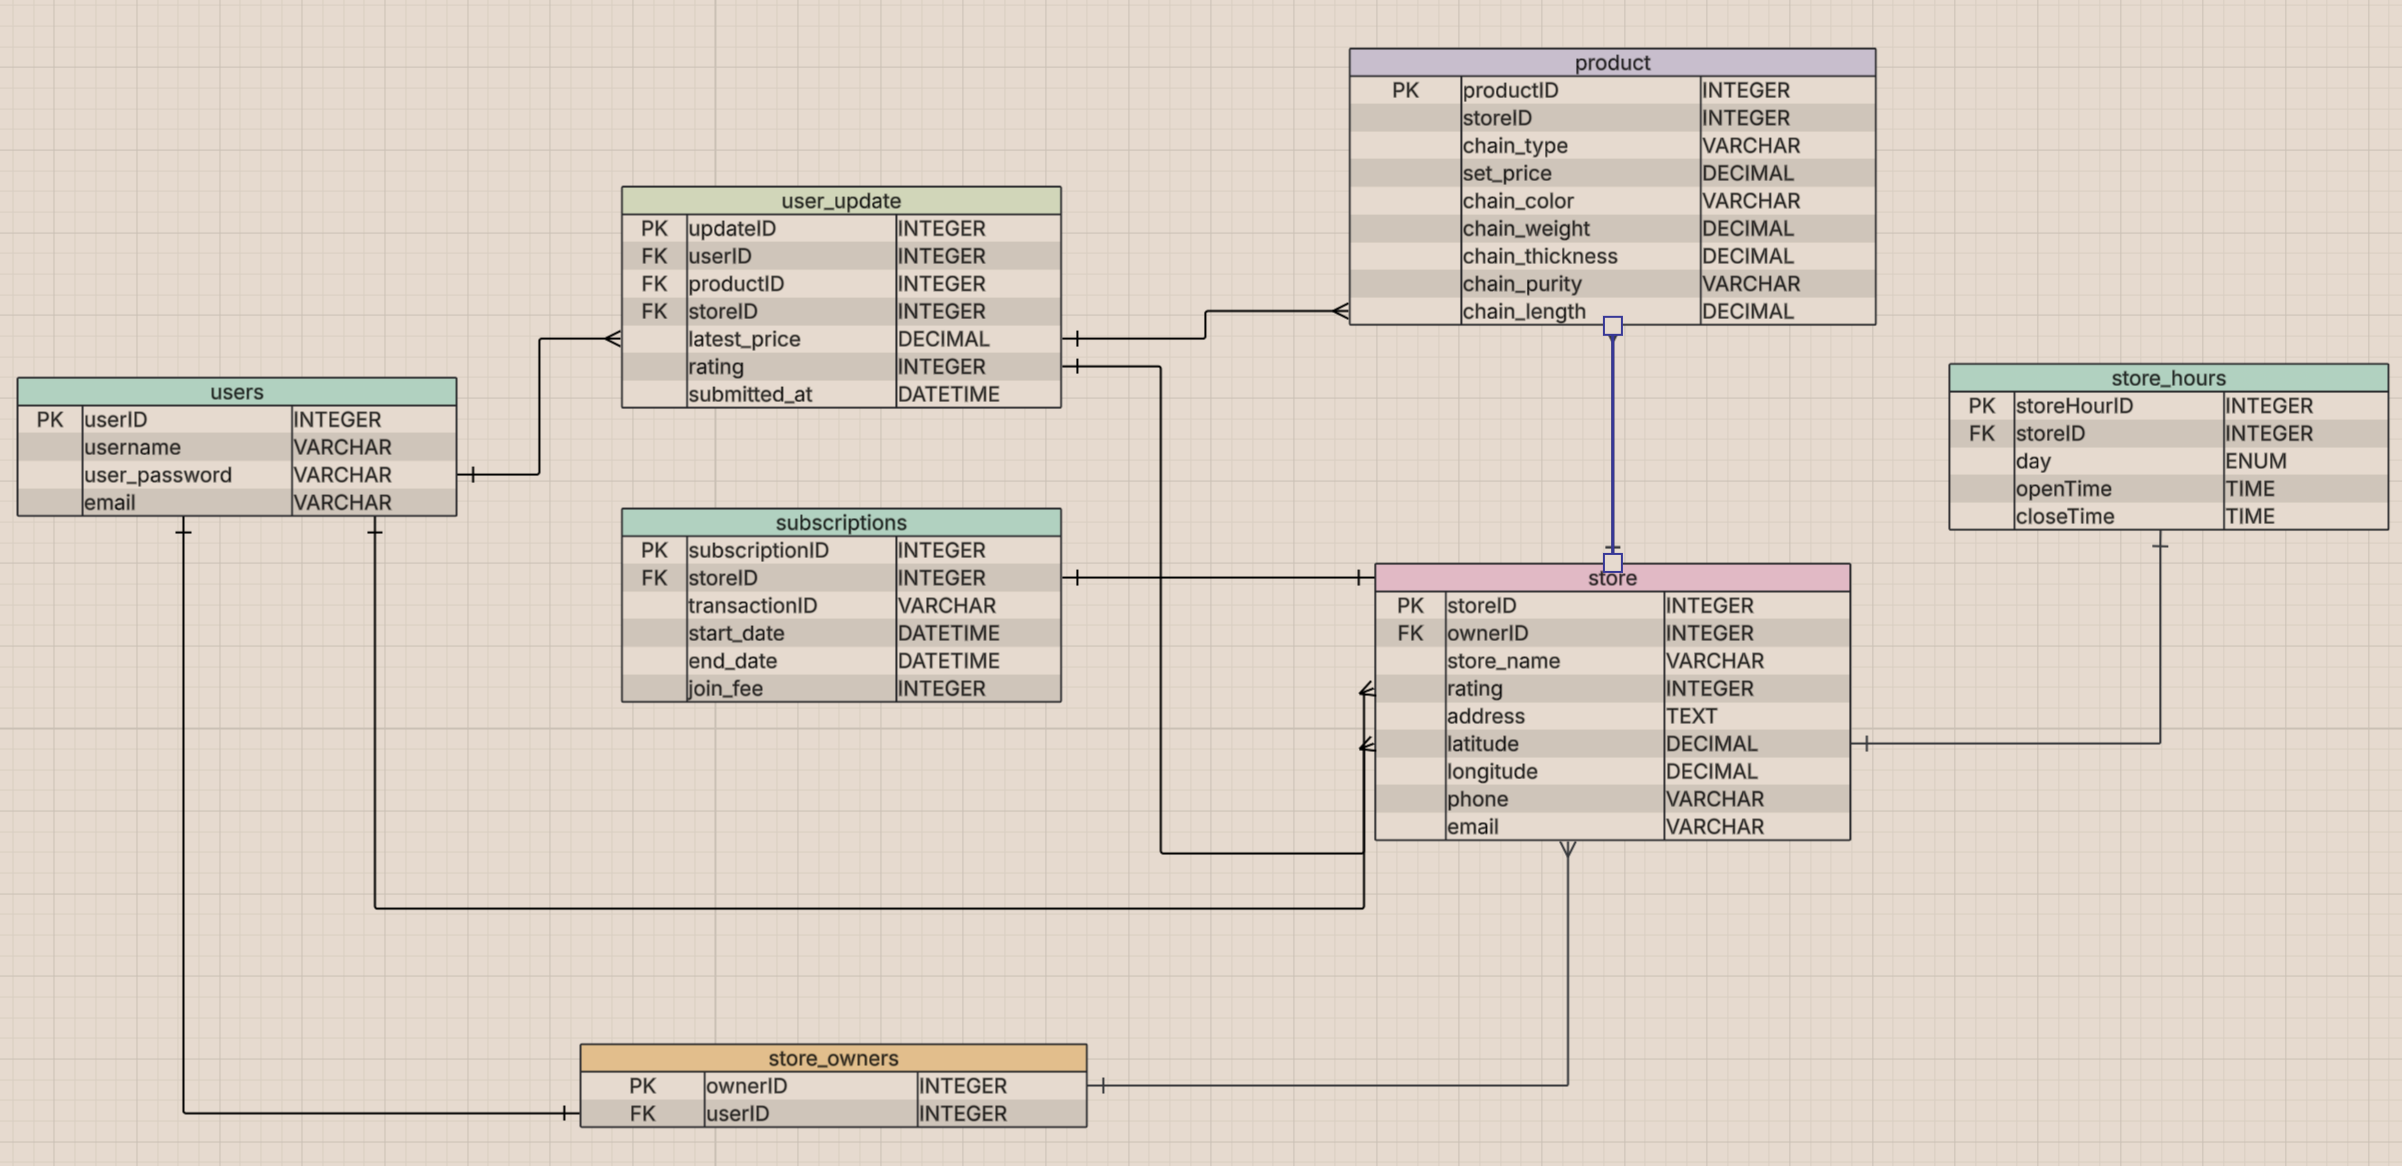 product
PK productID INTEGER
storeID INTEGER
chain_type VARCHAR
set_price DECIMAL
chain_color VARCHAR
chain_weight DECIMAL
chain_thickness DECIMAL
chain_purity VARCHAR
chain_length DECIMAL
user_update
PK updateID INTEGER
FK userID INTEGER
FK productID INTEGER
FK storeID INTEGER
latest_price DECIMAL
rating INTEGER
submitted_at DATETIME
users
PK userID INTEGER
username VARCHAR
user_password VARCHAR
email VARCHAR
store_hours
PK storeHourID INTEGER
FK storeID INTEGER
day ENUM
openTime TIME
closeTime TIME
subscriptions
PK subscriptionID INTEGER
FK storeID INTEGER
transactionID VARCHAR
start_date DATETIME
end_date DATETIME
join_fee INTEGER
store
PK storeID INTEGER
FK ownerID INTEGER
store_name VARCHAR
rating INTEGER
address TEXT
latitude DECIMAL
longitude DECIMAL
phone VARCHAR
email VARCHAR
store_owners
PK ownerID INTEGER
FK userID INTEGER